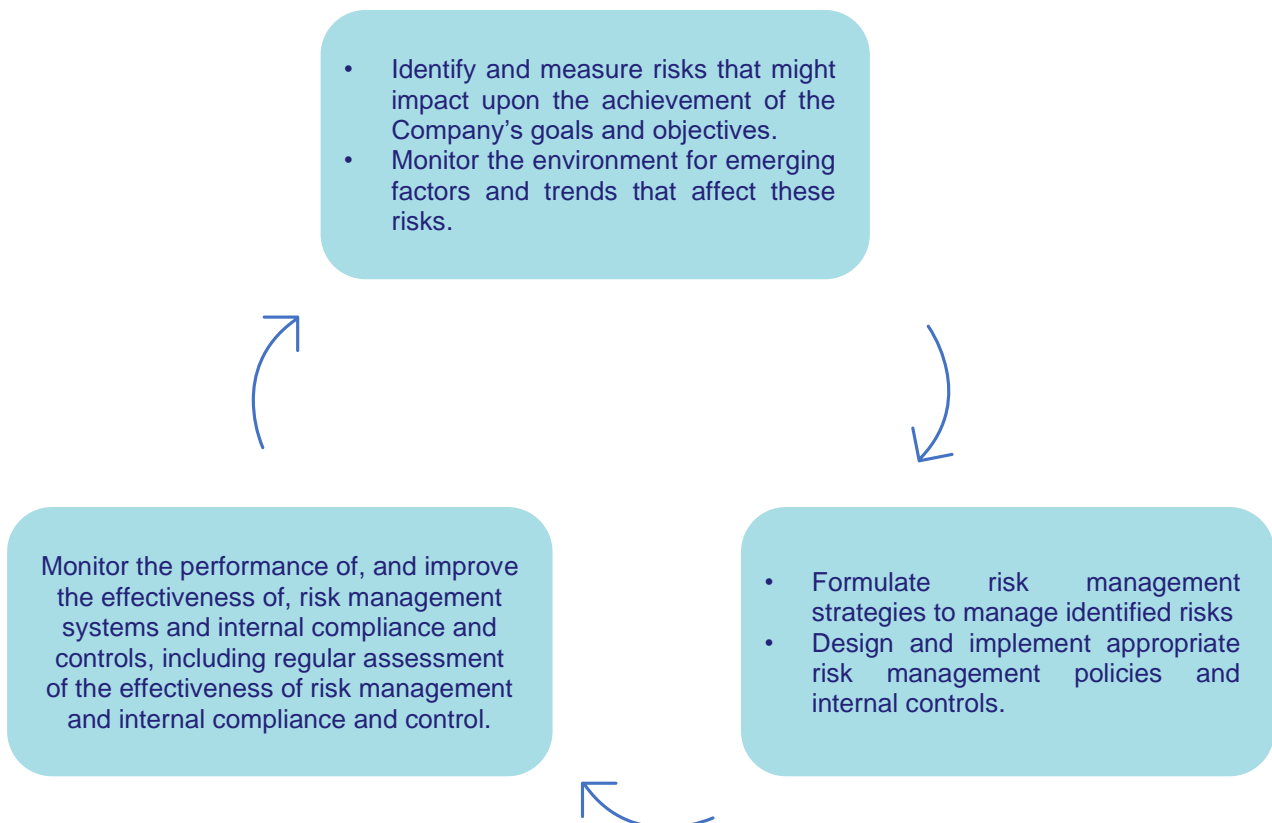 • Identify and measure risks that might
impact upon the achievement of the
Company’s goals and objectives.
• Monitor the environment for emerging
factors and trends that affect these
risks.
Monitor the performance of, and improve
the effectiveness of, risk management
systems and internal compliance and
controls, including regular assessment
of the effectiveness of risk management
and internal compliance and control.
• Formulate risk management
strategies to manage identified risks
• Design and implement appropriate
risk management policies and
internal controls.